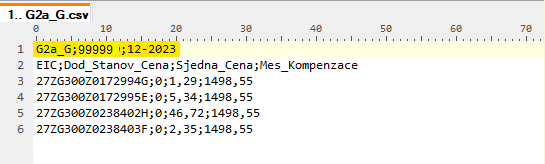 1.. G2a_G.csv
0 10 20 30 40 50 60 70
1 G2a_G;99999 ;12-2023
2 EIC;Dod_Stanov_Cena;Sjedna_Cena;Mes_Kompenzace
3 27ZG300Z0172994G;0;1,29;1498,55
4 27ZG300Z0172995E;0;5,34;1498,55
5 27ZG300Z0238402H;0;46,72;1498,55
6 27ZG300Z0238403F;0;2,35;1498,55